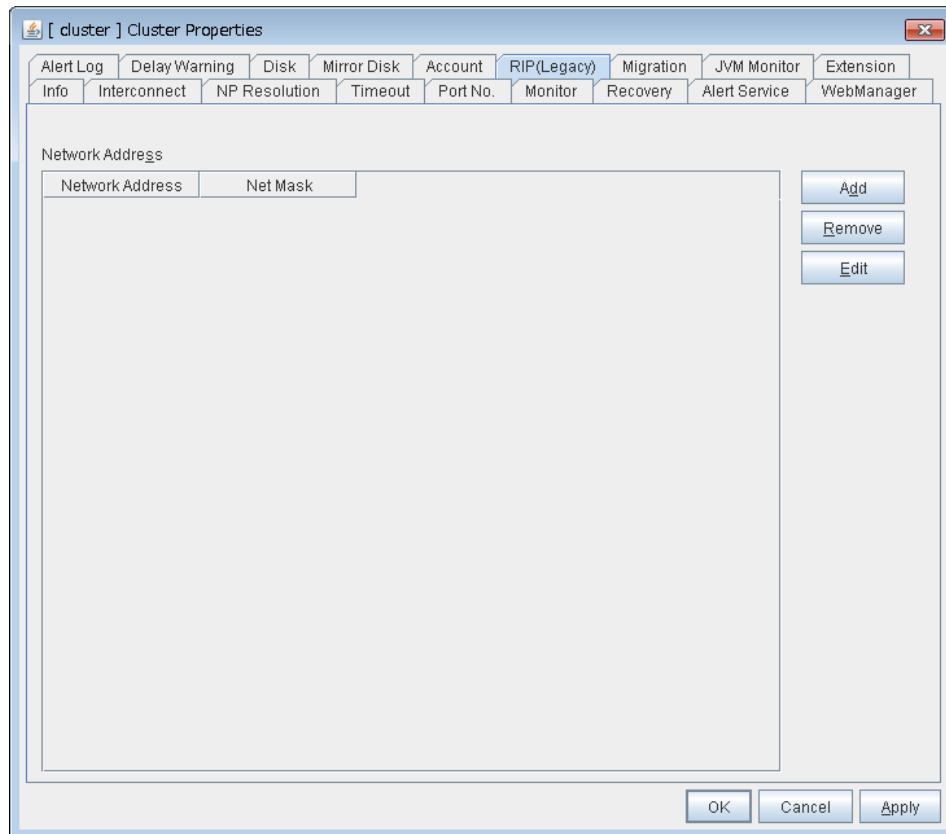 [ cluster ] Cluster Properties
Alert Log Delay Warning Disk Mirror Disk Account RIP(Legacy) Migration JVM Monitor Extension
Info Interconnect NP Resolution Timeout Port No. Monitor Recovery Alert Service WebManager
Network Address
Network Address Net Mask
Add
Remove
Edit
OK Cancel Apply